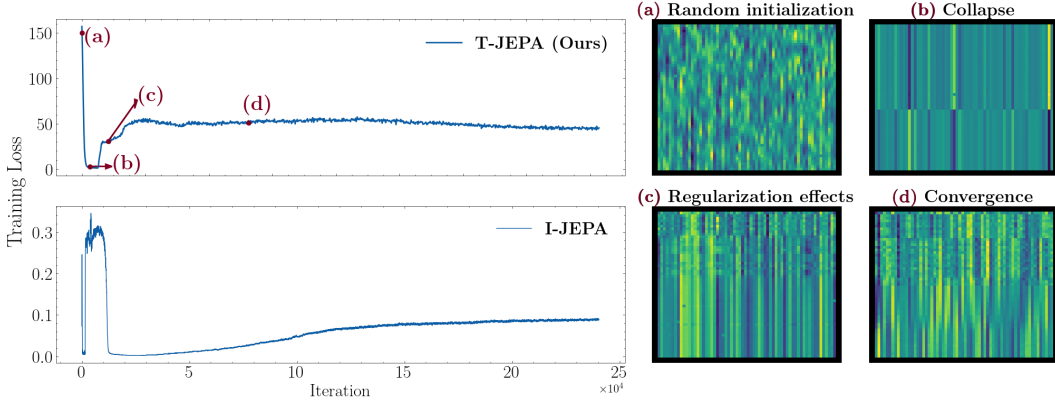 Training Loss
150
100
50
0
(a)
(b)
(c)
(d)
T-JEPA (Ours)
0.3
0.2
0.1
0.0
I-JEPA
0
5
10
15
20
25
Iteration
×10⁴
(a) Random initialization
(b) Collapse
(c) Regularization effects
(d) Convergence